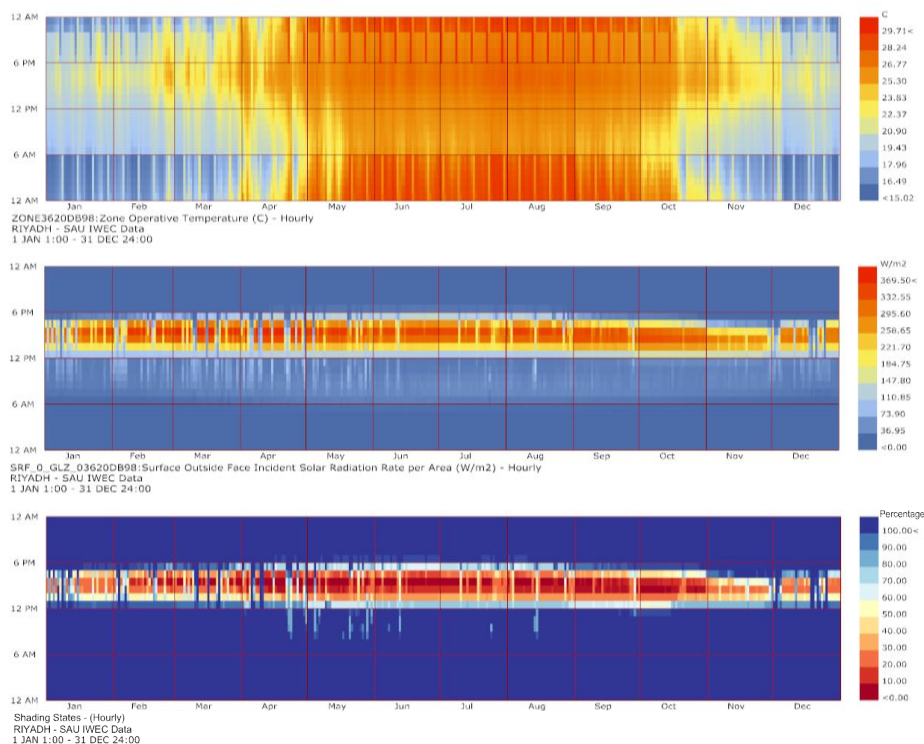 12 AM
6 PM
12 PM
6 AM
12 AM
Jan Feb Mar Apr May Jun Jul Aug Sep Oct Nov Dec
C
29.71<
28.24
26.77
25.30
23.83
22.37
20.90
19.43
17.96
16.49
<15.02
ZONE3620DB98:Zone Operative Temperature (C) - Hourly
RIYADH - SAU IWEC Data
1 JAN 1:00 - 31 DEC 24:00
12 AM
6 PM
12 PM
6 AM
12 AM
Jan Feb Mar Apr May Jun Jul Aug Sep Oct Nov Dec
W/m2
369.50<
332.55
295.60
258.65
221.70
184.75
147.80
110.85
73.90
36.95
<0.00
SRF_0_GLZ_03620DB98:Surface Outside Face Incident Solar Radiation Rate per Area (W/m2) - Hourly
RIYADH - SAU IWEC Data
1 JAN 1:00 - 31 DEC 24:00
12 AM
6 PM
12 PM
6 AM
12 AM
Jan Feb Mar Apr May Jun Jul Aug Sep Oct Nov Dec
Percentage
100.00<
90.00
80.00
70.00
60.00
50.00
40.00
30.00
20.00
10.00
<0.00
Shading States - (Hourly)
RIYADH - SAU IWEC Data
1 JAN 1:00 - 31 DEC 24:00